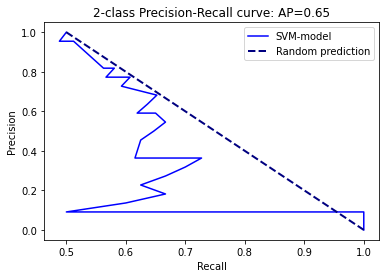 2-class Precision-Recall curve: AP=0.65
SVM-model
Random prediction
Precision
1.0
0.8
0.6
0.4
0.2
0.0
0.5
0.6
0.7
0.8
0.9
1.0
Recall